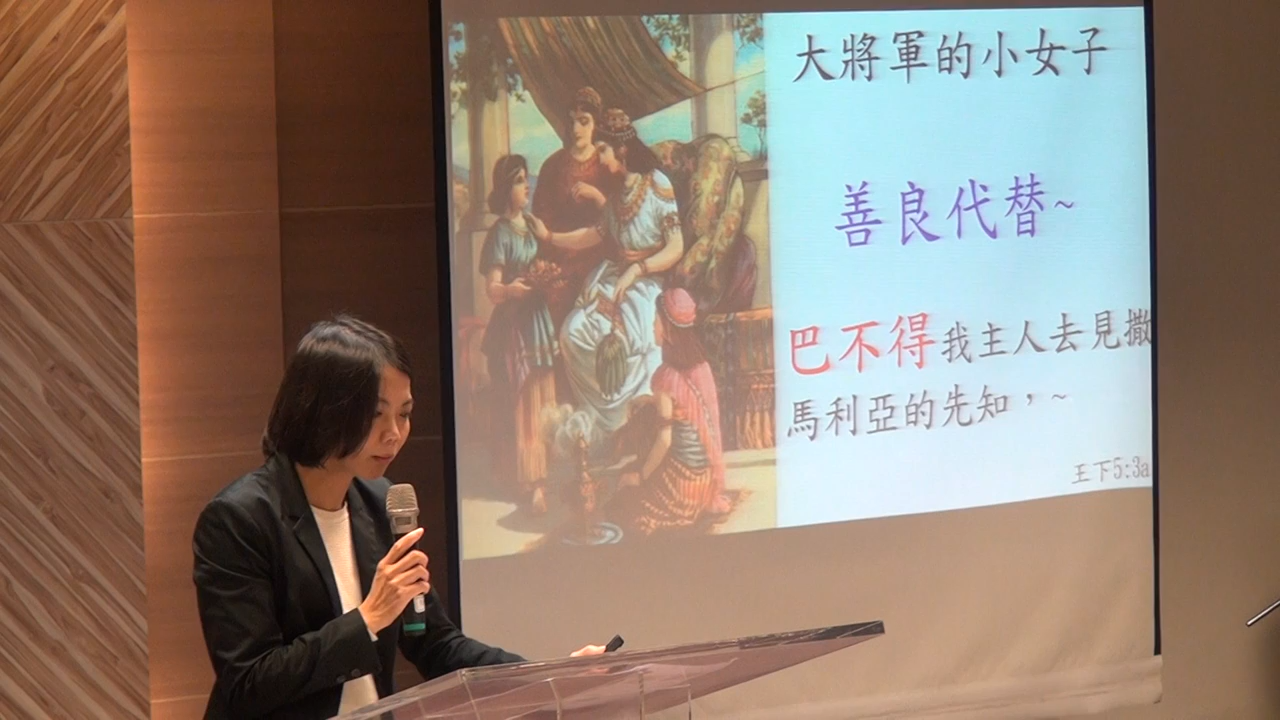 大將軍的小女子
善良代替~
巴不得我主人去見撒
馬利亞的先知，~
王下5:3a